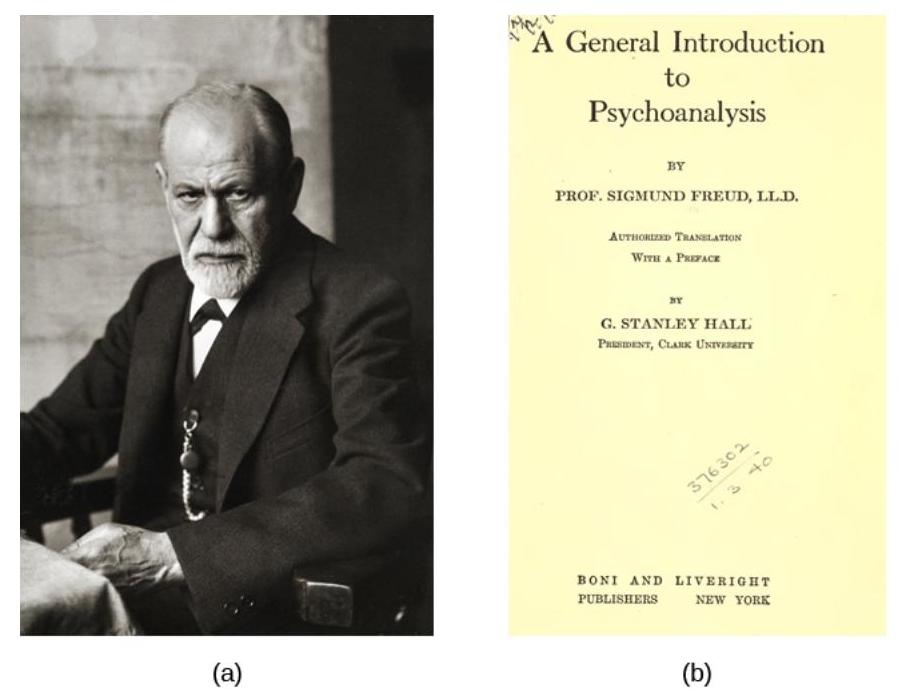 A General Introduction
to
Psychoanalysis
BY
PROF. SIGMUND FREUD, LL.D.
AUTHORIZED TRANSLATION
WITH A PREFACE
BY
G. STANLEY HALL
PRESIDENT, CLARK UNIVERSITY
376302
1. 3 40
BONI AND LIVERIGHT
PUBLISHERS NEW YORK
(a)
(b)